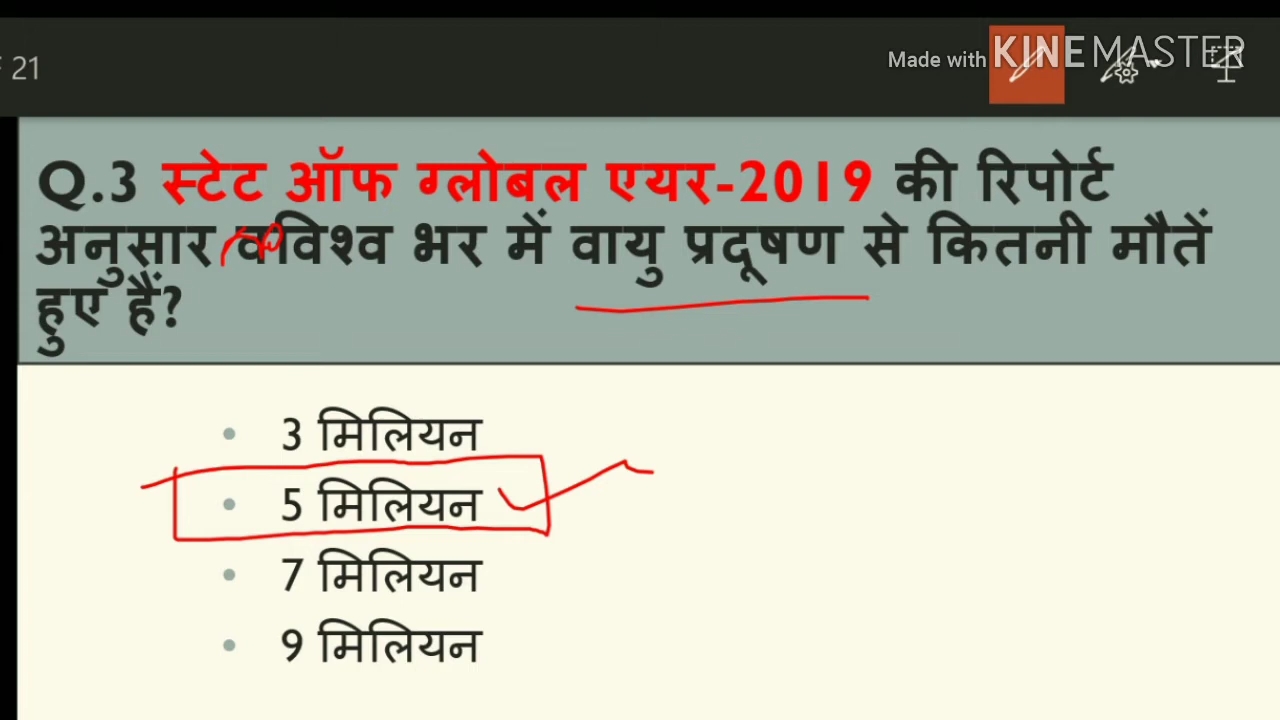 21
Made with KINEMASTER
Q.3 स्टेट ऑफ ग्लोबल एयर-2019 की रिपोर्ट
अनुसार वविश्व भर में वायु प्रदूषण से कितनी मौतें
हुए हैं?
• 3 मिलियन
• 5 मिलियन
• 7 मिलियन
• 9 मिलियन